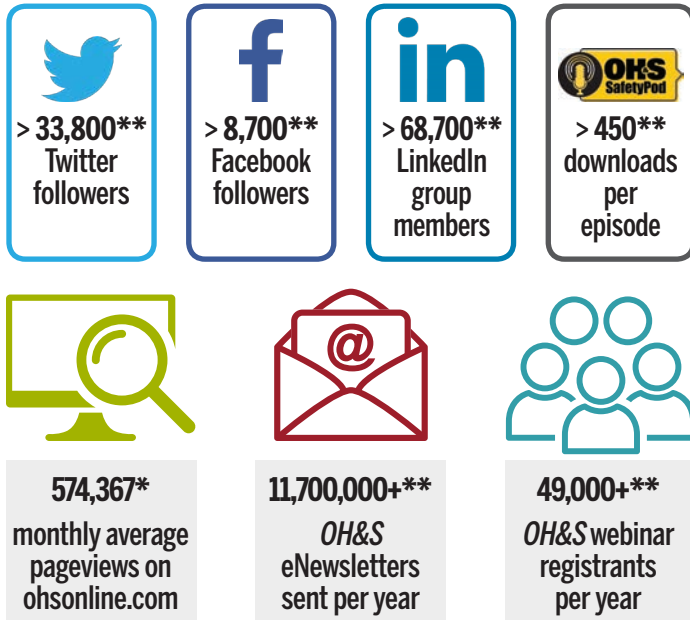 > 33,800**
Twitter
followers
f
> 8,700**
Facebook
followers
in
> 68,700**
LinkedIn
group
members
OH&S
SafetyPod
> 450**
downloads
per
episode
574,367*
monthly average
pageviews on
ohsonline.com
@
11,700,000+**
OH&S
eNewsletters
sent per year
49,000+**
OH&S webinar
registrants
per year